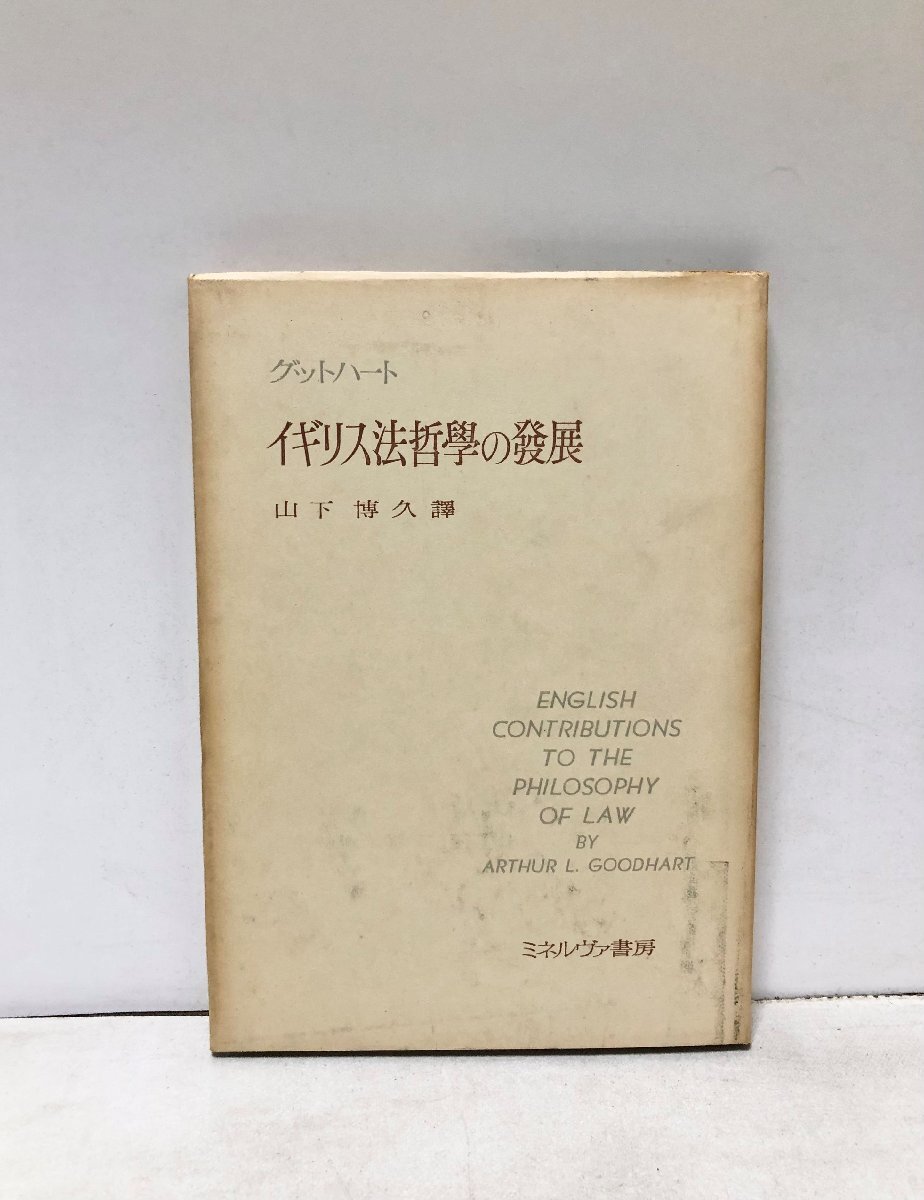 グットハート
イギリス法哲學の發展
山下博久譯
ENGLISH
CONTRIBUTIONS
TO THE
PHILOSOPHY
OF LAW
BY
ARTHUR L. GOODHART
ミネルヴァ書房